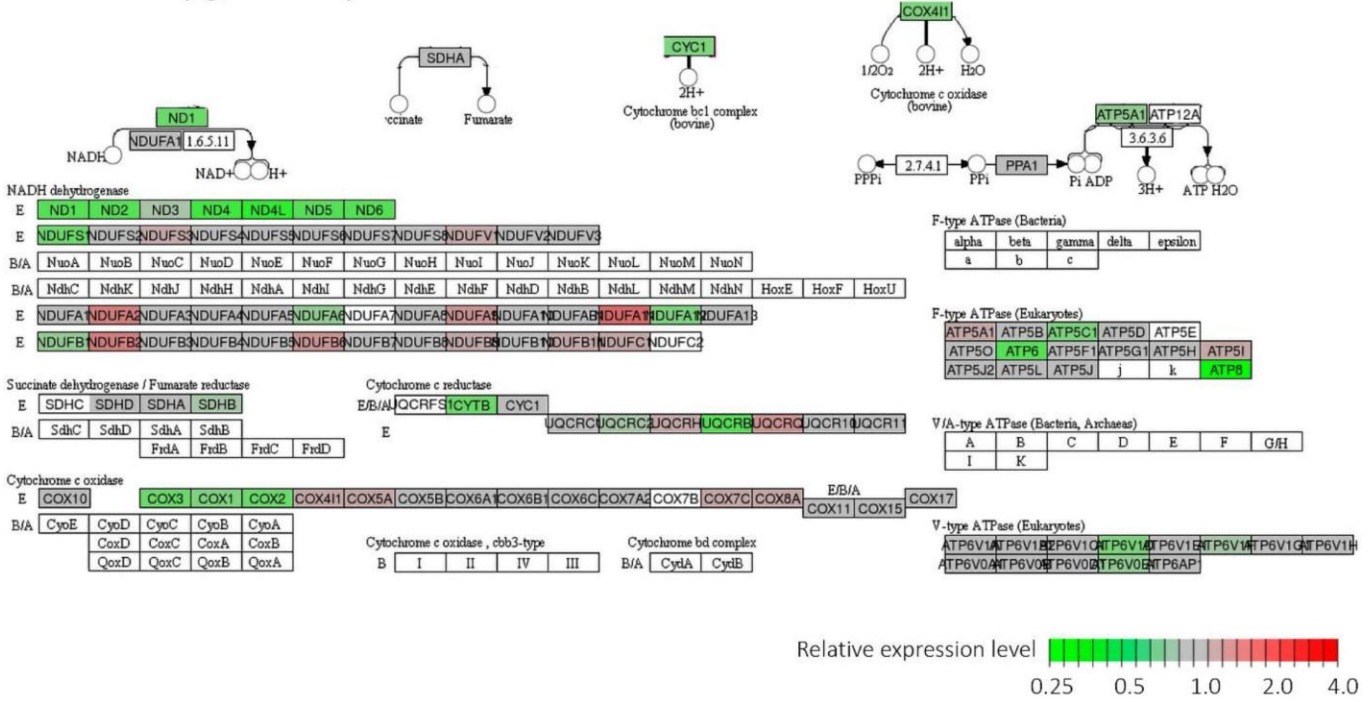 COX4I1
CYC1
SDHA
1/2O2 2H+ H2O
2H+
Cytochrome bc1 complex
(bovine)
Cytochrome c oxidase
(bovine)
ccinate Fumarate
ND1
NDUFA1 1.6.5.11
NADH
NAD+ H+
ATP5A1 ATP12A
3.6.3.6
PPPi 2.7.4.1 PPi PPA1 Pi ADP 3H+ ATP H2O
NADH dehydrogenase
E ND1 ND2 ND3 ND4 ND4L ND5 ND6
E NDUFS1 NDUFS2 NDUFS3 NDUFS4 NDUFS5 NDUFS6 NDUFS7 NDUFS8 NDUFV1 NDUFV2 NDUFV3
B/A NuoA NuoB NuoC NuoD NuoE NuoF NuoG NuoH NuoI NuoJ NuoK NuoL NuoM NuoN
B/A NdhC NdhK NdhJ NdhH NdhA NdhI NdhG NdhE NdhF NdhD NdhB NdhL NdhM NdhN HoxE HoxF HoxU
E NDUFA1 NDUFA2 NDUFA3 NDUFA4 NDUFA5 NDUFA6 NDUFA7 NDUFA8 NDUFA13
E NDUFB1 NDUFB2 NDUFB3 NDUFB4 NDUFB5 NDUFB6 NDUFB7 NDUFB8 NDUFB9 NDUFC1 NDUFC2
Succinate dehydrogenase / Fumarate reductase
E SDHC SDHD SDHA SDHB
B/A SdhC SdhD SdhA SdhB
FrdA FrdB FrdC FrdD
Cytochrome c reductase
E/B/A UQCRFS1 CYTB CYC1
E UQCRC2 UQCRH UQCRB UQCRQ UQCR10 UQCR11
Cytochrome c oxidase
E COX10 COX3 COX1 COX2 COX4I1 COX5A COX5B COX6A1 COX6B1 COX6C COX7A2 COX7B COX7C COX8A
E/B/A
COX11 COX15
COX17
B/A CyoE CyoD CyoC CyoB CyoA
CoxD CoxC CoxA CoxB
QoxD QoxC QoxB QoxA
Cytochrome c oxidase, cbb3-type
B I II IV III
Cytochrome bd complex
B/A CydA CydB
F-type ATPase (Bacteria)
alpha beta gamma delta epsilon
a b c
F-type ATPase (Eukaryotes)
ATP5A1 ATP5B ATP5C1 ATP5D ATP5E
ATP5O ATP6 ATP5F1 ATP5G1 ATP5H ATP5I
ATP5J2 ATP5L ATP5J j k ATP8
V/A-type ATPase (Bacteria, Archaeas)
A B C D E F G/H
I K
V-type ATPase (Eukaryotes)
ATP6V1H
ATP6AP1
Relative expression level
0.25 0.5 1.0 2.0 4.0